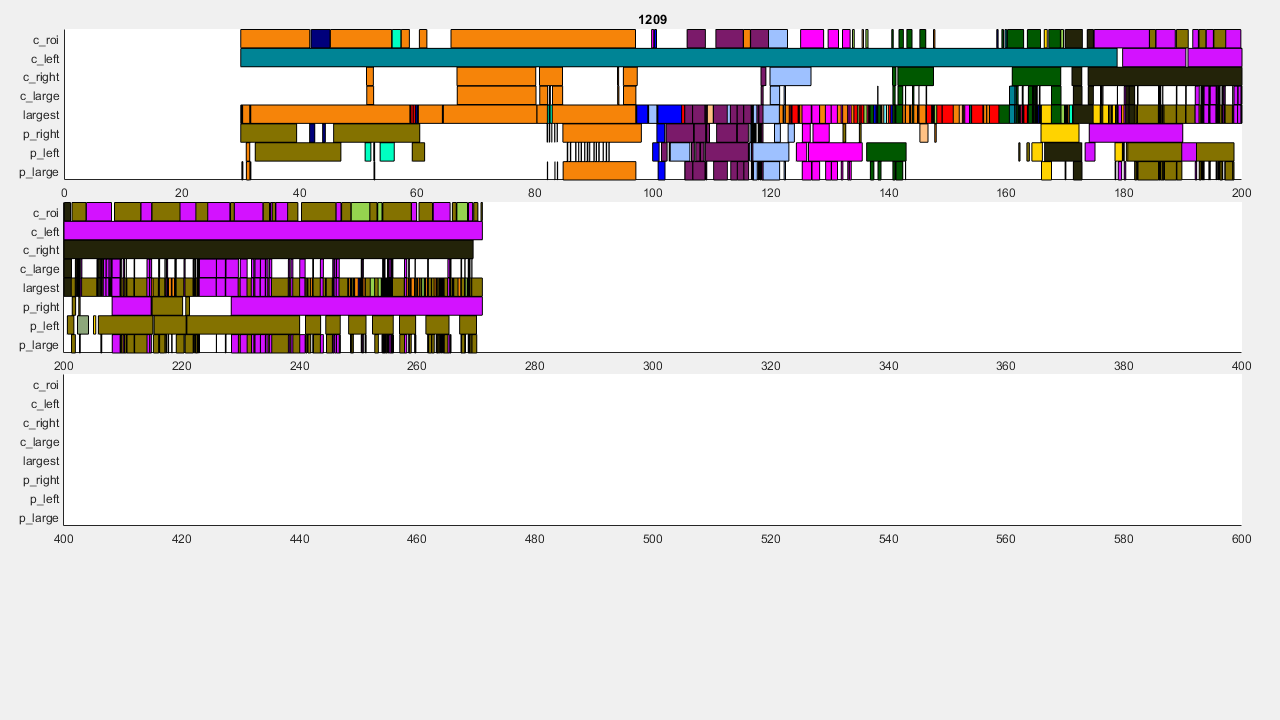 1209
c_roi
c_left
c_right
c_large
largest
p_right
p_left
p_large
0 20 40 60 80 100 120 140 160 180 200
c_roi
c_left
c_right
c_large
largest
p_right
p_left
p_large
200 220 240 260 280 300 320 340 360 380 400
c_roi
c_left
c_right
c_large
largest
p_right
p_left
p_large
400 420 440 460 480 500 520 540 560 580 600